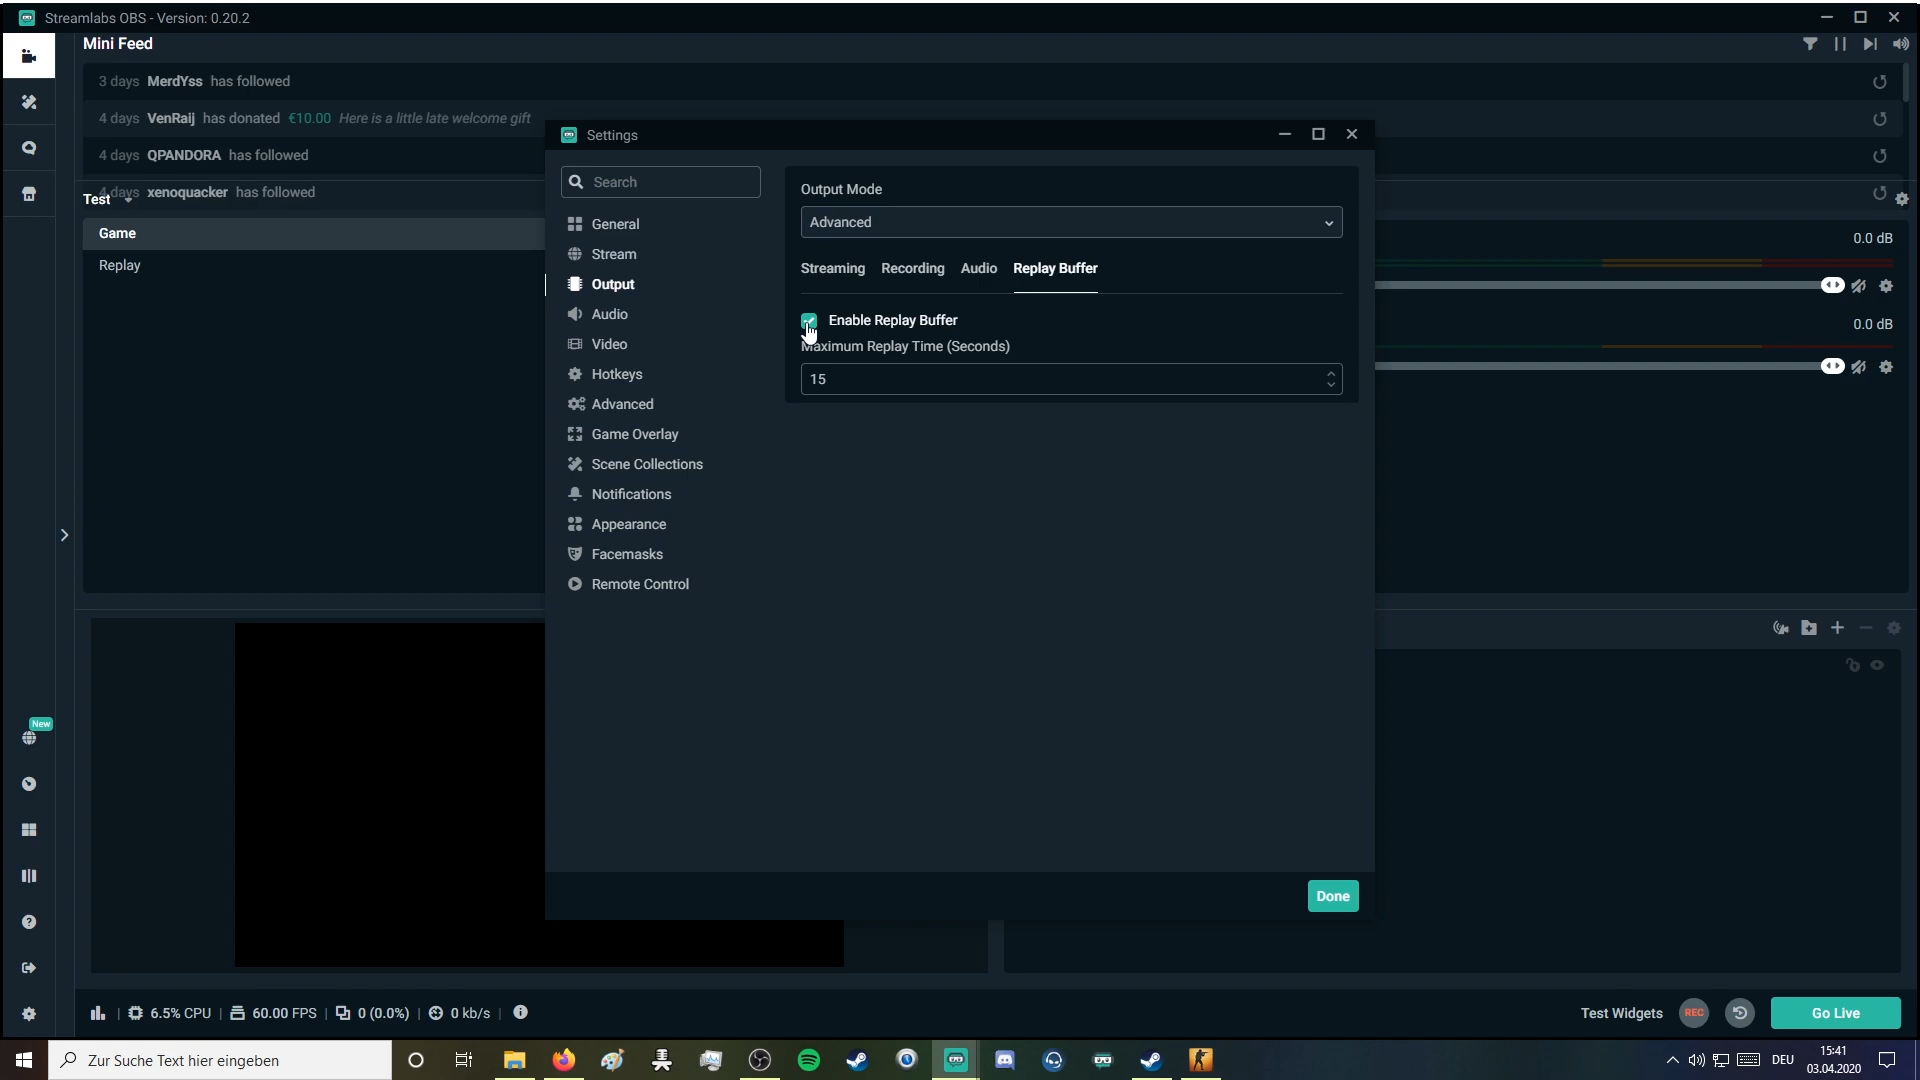 Streamlabs OBS - Version: 0.20.2
Mini Feed
3 days MerdYss has followed
4 days VenRaij has donated €10.00 Here is a little late welcome gift
4 days QPANDORA has followed
4 days xenoquacker has followed
Test
Game
Replay
Settings
Search
General
Stream
Output
Audio
Video
Hotkeys
Advanced
Game Overlay
Scene Collections
Notifications
Appearance
Facemasks
Remote Control
Output Mode
Advanced
Streaming Recording Audio Replay Buffer
Enable Replay Buffer
Maximum Replay Time (Seconds)
15
Done
0.0 dB
0.0 dB
New
6.5% CPU 60.00 FPS 0 (0.0%) 0 kb/s
Test Widgets REC Go Live
Zur Suche Text hier eingeben
DEU
15:41
03.04.2020